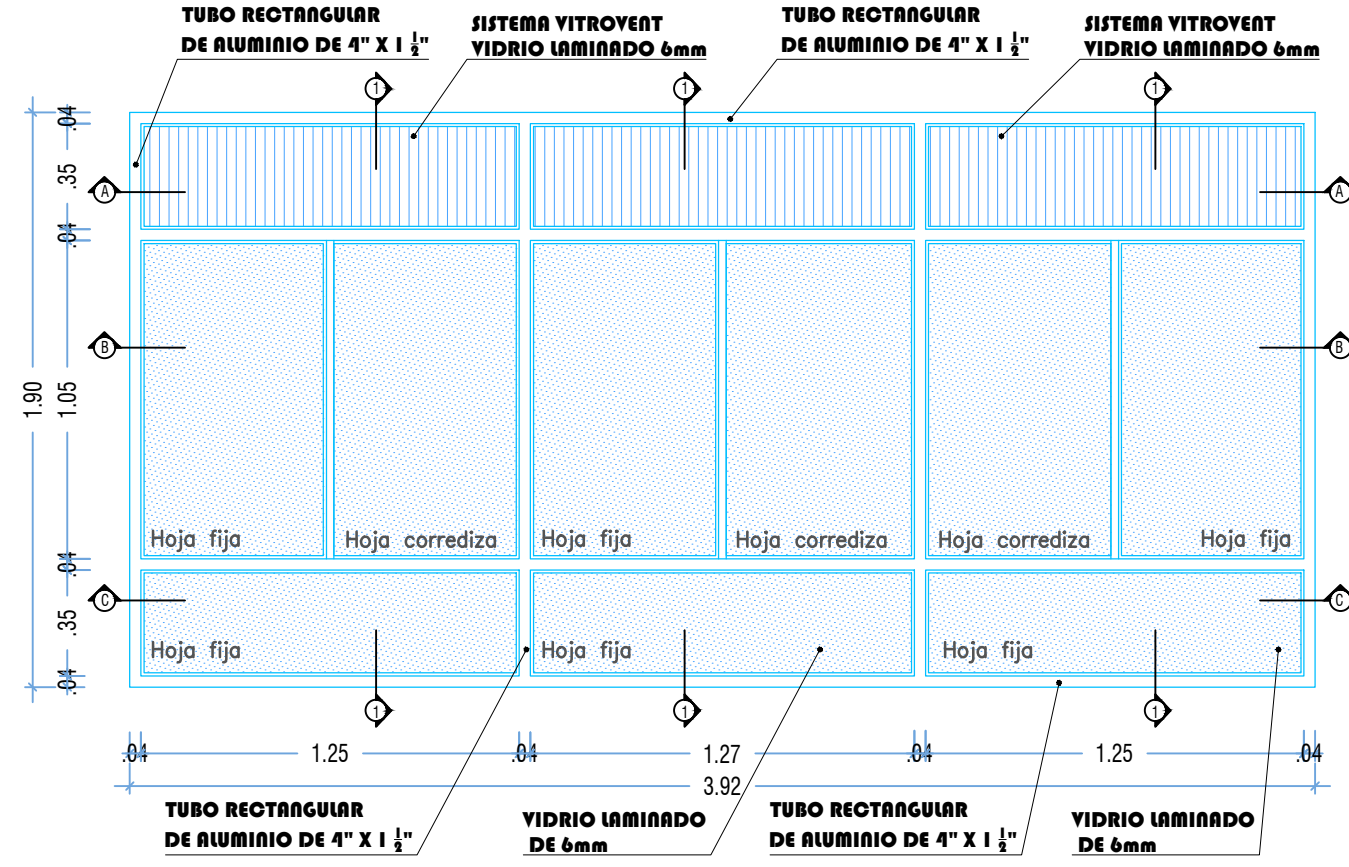 TUBO RECTANGULAR
DE ALUMINIO DE 4" X 1 ½"
SISTEMA VITROVENT
VIDRIO LAMINADO 6mm
TUBO RECTANGULAR
DE ALUMINIO DE 4" X 1 ½"
SISTEMA VITROVENT
VIDRIO LAMINADO 6mm
1
1
1
.04
.35
A
A
.04
B
B
1.90
1.05
Hoja fija
Hoja corrediza
Hoja fija
Hoja corrediza
Hoja corrediza
Hoja fija
.04
C
C
.35
Hoja fija
Hoja fija
Hoja fija
.04
1
1
1
.04
1.25
.04
1.27
.04
1.25
.04
3.92
TUBO RECTANGULAR
DE ALUMINIO DE 4" X 1 ½"
VIDRIO LAMINADO
DE 6mm
TUBO RECTANGULAR
DE ALUMINIO DE 4" X 1 ½"
VIDRIO LAMINADO
DE 6mm